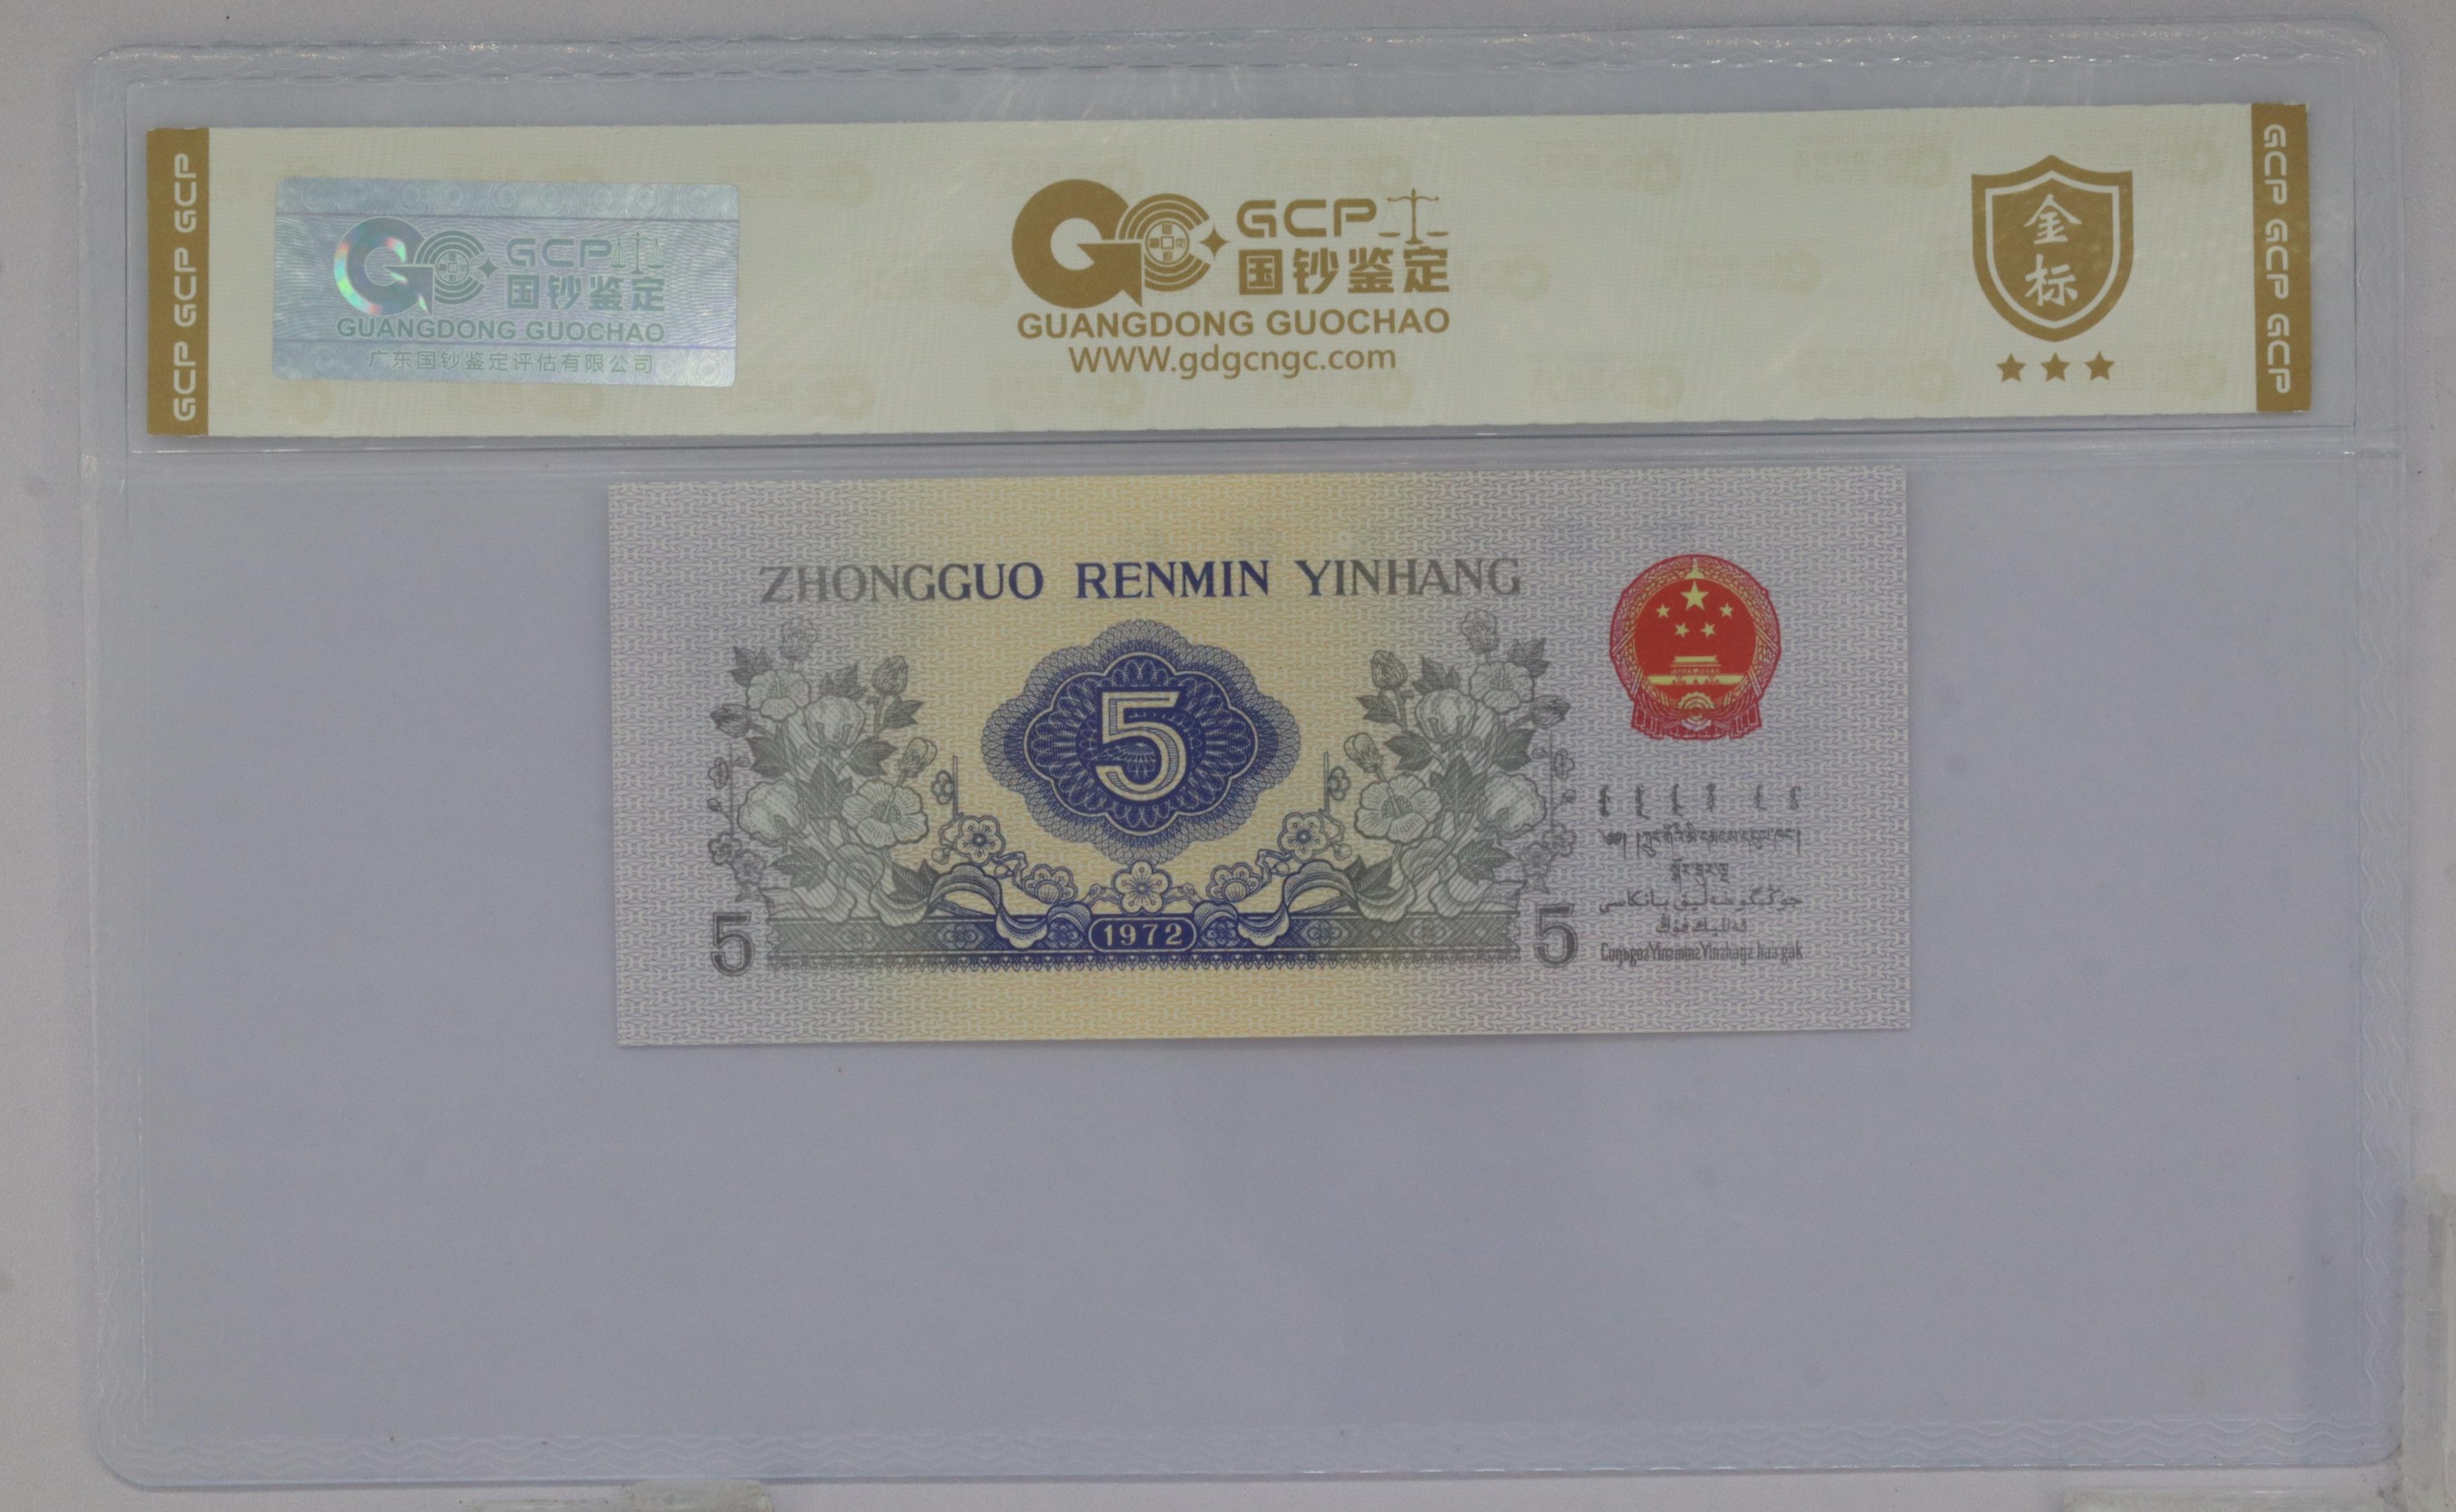 GCP GCP GCP
GCP
国钞鉴定
GUANGDONG GUOCHAO
广东国钞鉴定评估有限公司
GCP
国钞鉴定
GUANGDONG GUOCHAO
WWW.gdgcngc.com
金
标
GCP GCP GCP
ZHONGGUO RENMIN YINHANG
5
1972
5
5